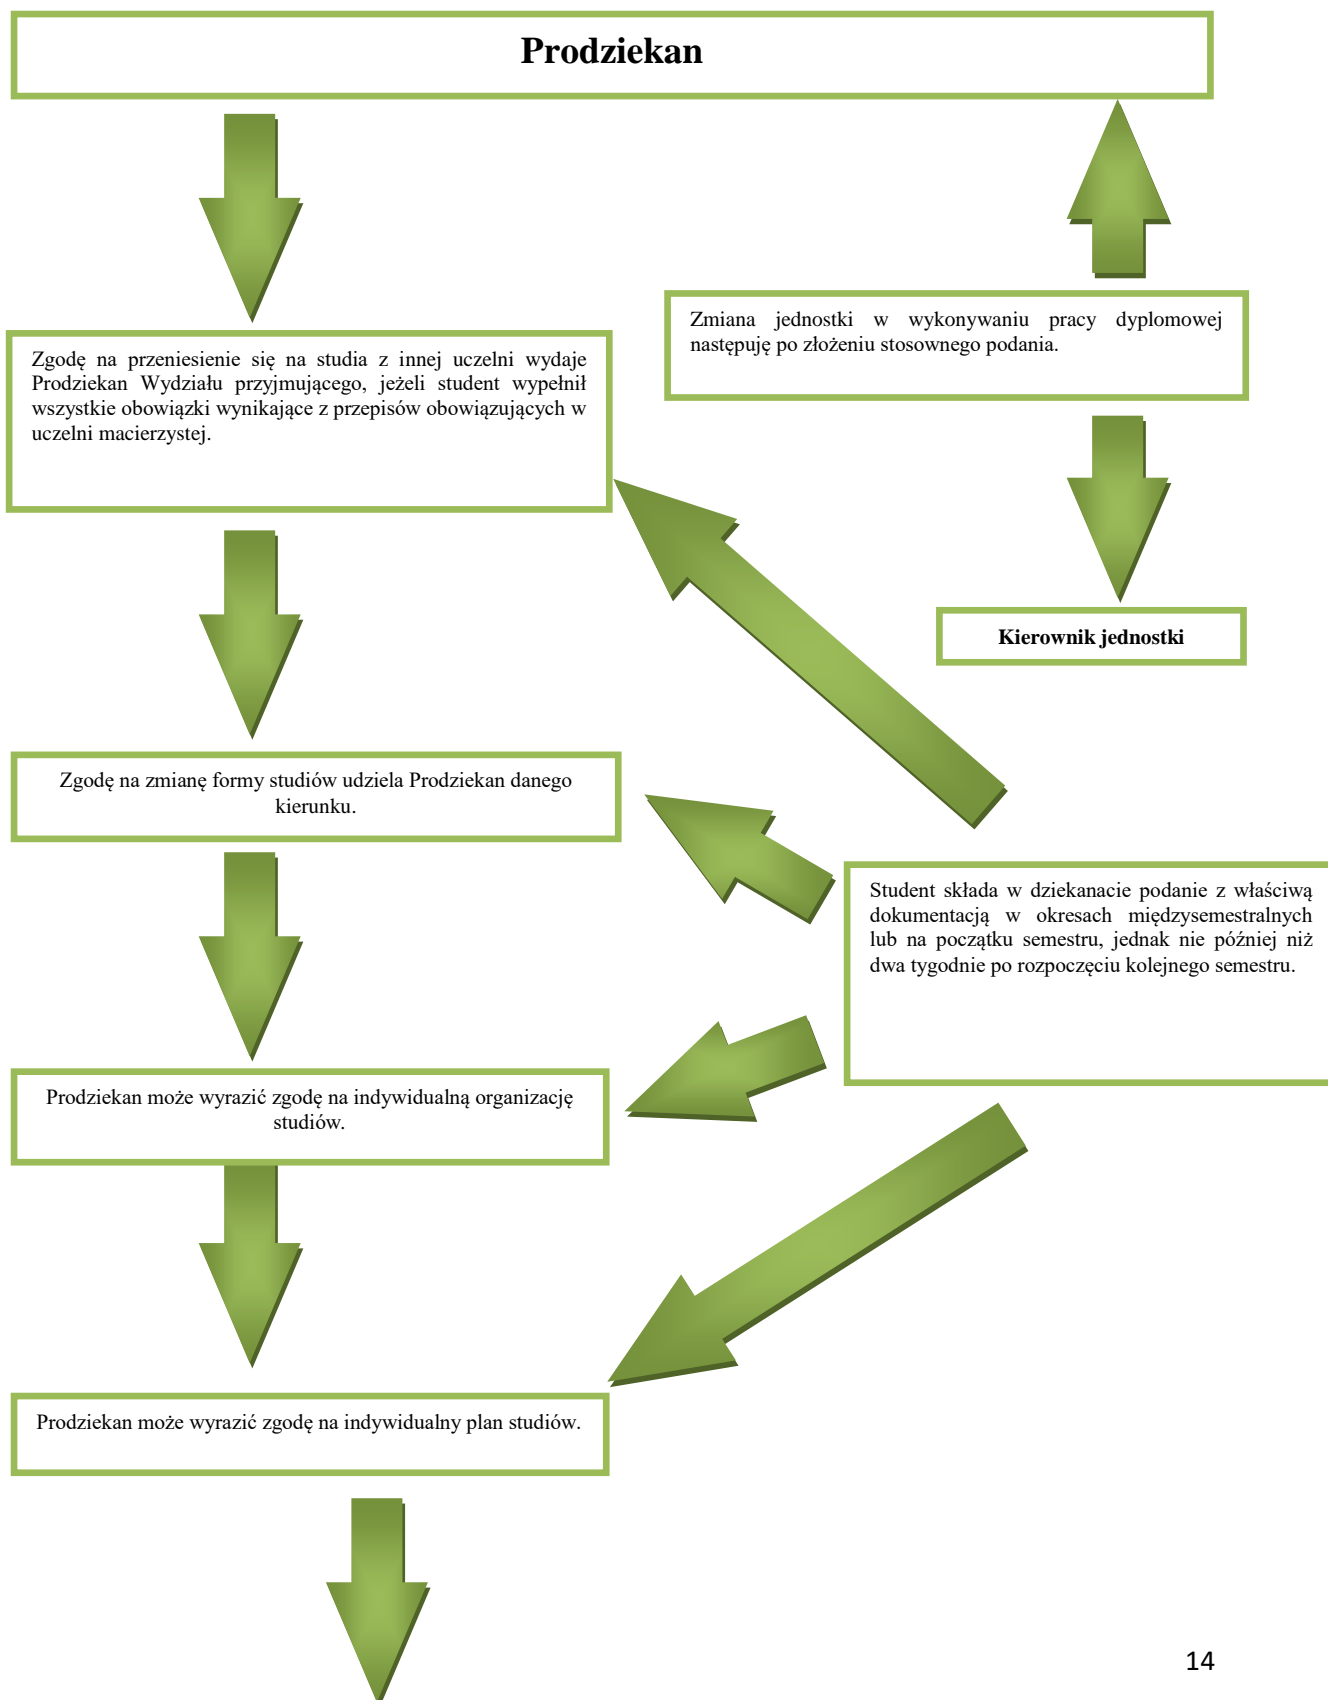 Prodziekan
Zmiana jednostki w wykonywaniu pracy dyplomowej
następuję po złożeniu stosownego podania.
Zgodę na przeniesienie się na studia z innej uczelni wydaje
Prodziekan Wydziału przyjmującego, jeżeli student wypełnił
wszystkie obowiązki wynikające z przepisów obowiązujących w
uczelni macierzystej.
Kierownik jednostki
Zgodę na zmianę formy studiów udziela Prodziekan danego
kierunku.
Student składa w dziekanacie podanie z właściwą
dokumentacją w okresach międzysemestralnych
lub na początku semestru, jednak nie później niż
dwa tygodnie po rozpoczęciu kolejnego semestru.
Prodziekan może wyrazić zgodę na indywidualną organizację
studiów.
Prodziekan może wyrazić zgodę na indywidualny plan studiów.
14